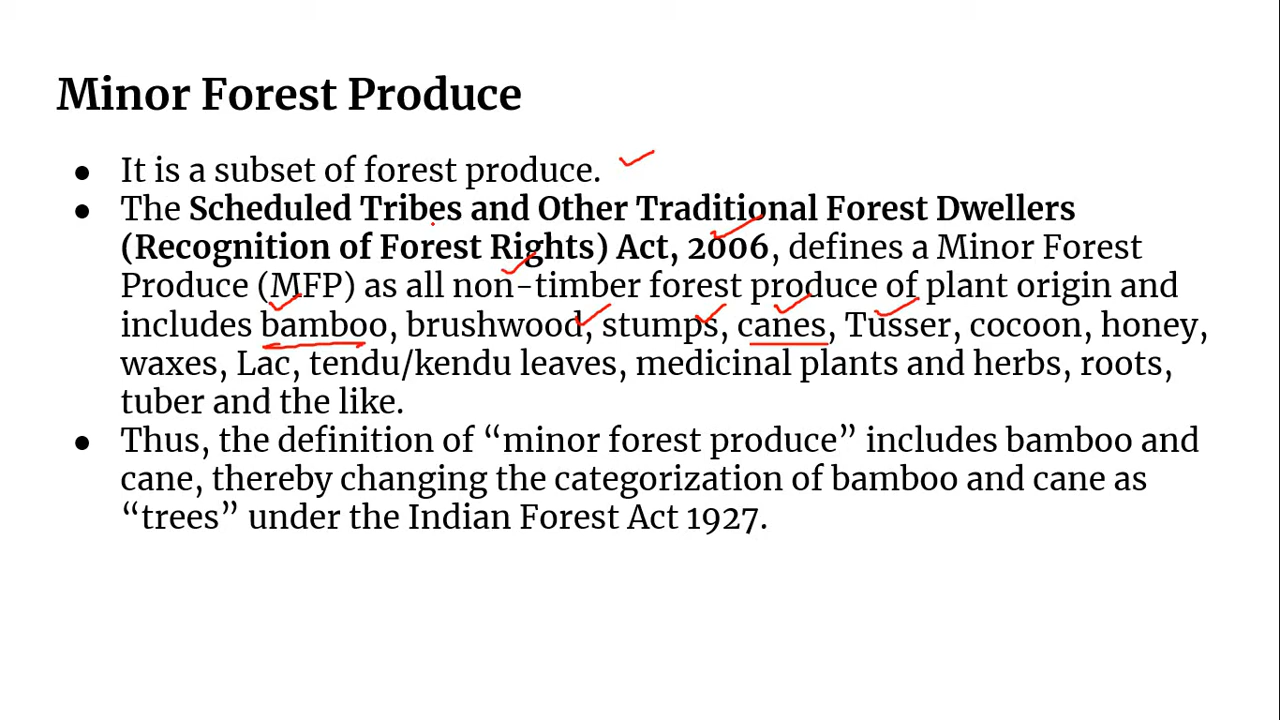 Minor Forest Produce
● It is a subset of forest produce.
● The Scheduled Tribes and Other Traditional Forest Dwellers
(Recognition of Forest Rights) Act, 2006, defines a Minor Forest
Produce (MFP) as all non-timber forest produce of plant origin and
includes bamboo, brushwood, stumps, canes, Tusser, cocoon, honey,
waxes, Lac, tendu/kendu leaves, medicinal plants and herbs, roots,
tuber and the like.
● Thus, the definition of “minor forest produce” includes bamboo and
cane, thereby changing the categorization of bamboo and cane as
“trees” under the Indian Forest Act 1927.